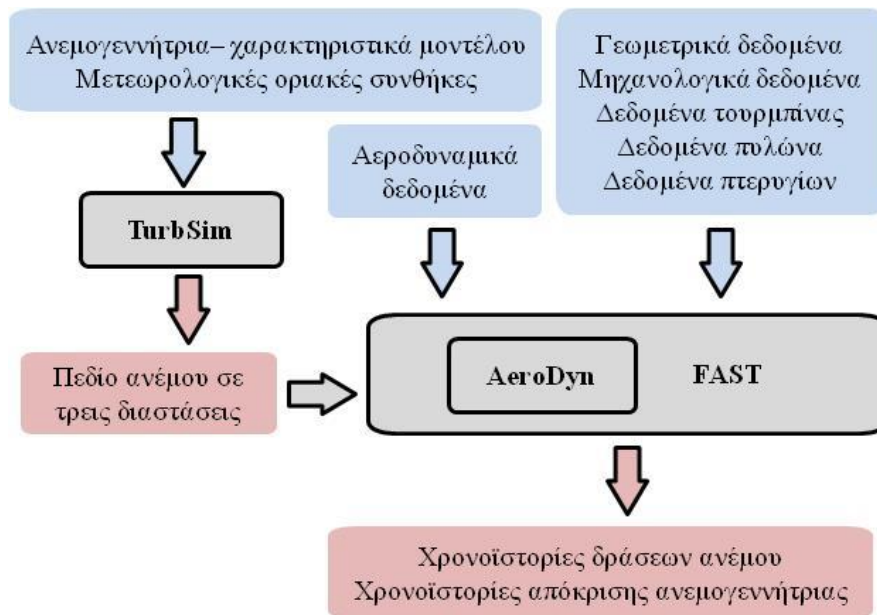 Ανεμογεννήτρια– χαρακτηριστικά μοντέλου
Μετεωρολογικές οριακές συνθήκες
Γεωμετρικά δεδομένα
Μηχανολογικά δεδομένα
Δεδομένα τουρμπίνας
Δεδομένα πυλώνα
Δεδομένα πτερυγίων
Αεροδυναμικά
δεδομένα
TurbSim
Πεδίο ανέμου σε
τρεις διαστάσεις
AeroDyn
FAST
Χρονοϊστορίες δράσεων ανέμου
Χρονοϊστορίες απόκρισης ανεμογεννήτριας